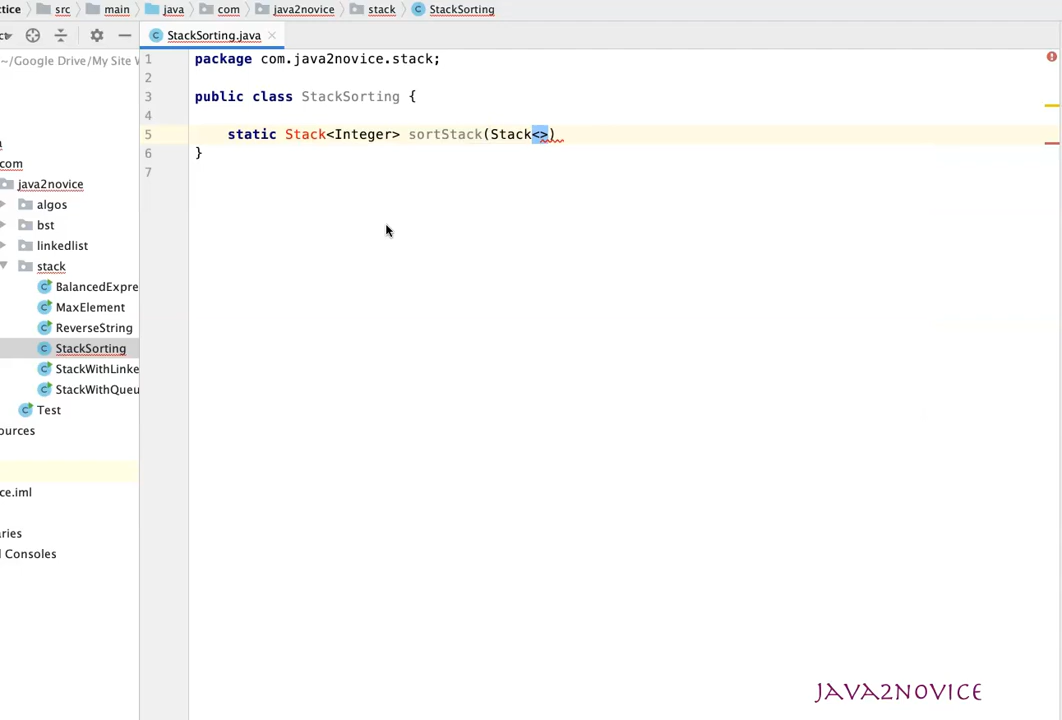 ctice src main java com java2novice stack StackSorting
ct StackSorting.java
~/Google Drive/My Site W
1 package com.java2novice.stack;
2
3 public class StackSorting {
4
5 static Stack<Integer> sortStack(Stack<>)
6 }
7
a
com
java2novice
algos
bst
linkedlist
stack
BalancedExpre
MaxElement
ReverseString
StackSorting
StackWithLinke
StackWithQueu
Test
ources
ce.iml
aries
l Consoles
JAVA2NOVICE